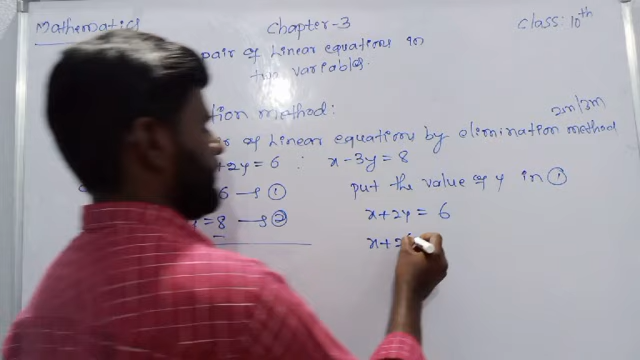 Mathematics Chapter-3 Class: 10th
pair of Linear equations in
two variables.
tion method:
2m/3m
of Linear equations by elimination method
+2y=6 ; x-3y=8
6 → ①
put the value of y in ①
y=8 → ②
x+2y = 6
x+2